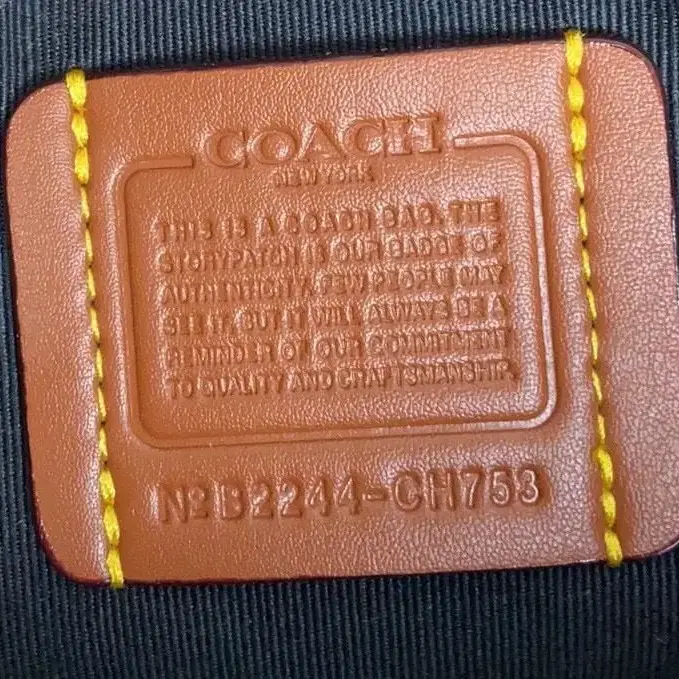 COACH
NEW YORK
THIS IS A COACH BAG. THE
STORYPATCH IS OUR BADGE OF
AUTHENTICITY. FEW PEOPLE MAY
SEE IT, BUT IT WILL ALWAYS BE A
REMINDER OF OUR COMMITMENT
TO QUALITY AND CRAFTSMANSHIP.
Nº B2244-CH753